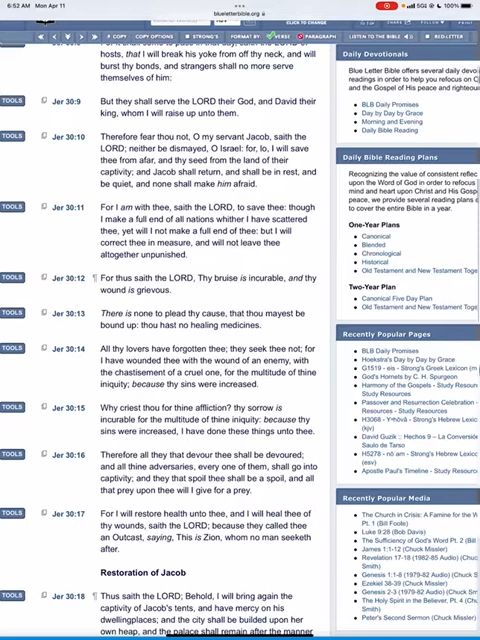 6:52 AM Mon Apr 11
5G 100%
blueletterbible.org
CLICK TO CHANGE
COPY
COPY OPTIONS
STRONG'S
FORMAT BY:
VERSE
PARAGRAPH
LISTEN TO THE BIBLE
RED-LETTER
hosts, that I will break his yoke from off thy neck, and will
burst thy bonds, and strangers shall no more serve
themselves of him:
TOOLS Jer 30:9 But they shall serve the LORD their God, and David their
king, whom I will raise up unto them.
TOOLS Jer 30:10 Therefore fear thou not, O my servant Jacob, saith the
LORD; neither be dismayed, O Israel: for, lo, I will save
thee from afar, and thy seed from the land of their
captivity; and Jacob shall return, and shall be in rest, and
be quiet, and none shall make him afraid.
TOOLS Jer 30:11 For I am with thee, saith the LORD, to save thee: though
I make a full end of all nations whither I have scattered
thee, yet will I not make a full end of thee: but I will
correct thee in measure, and will not leave thee
altogether unpunished.
TOOLS Jer 30:12 ¶ For thus saith the LORD, Thy bruise is incurable, and thy
wound is grievous.
TOOLS Jer 30:13 There is none to plead thy cause, that thou mayest be
bound up: thou hast no healing medicines.
TOOLS Jer 30:14 All thy lovers have forgotten thee; they seek thee not; for
I have wounded thee with the wound of an enemy, with
the chastisement of a cruel one, for the multitude of thine
iniquity; because thy sins were increased.
TOOLS Jer 30:15 Why criest thou for thine affliction? thy sorrow is
incurable for the multitude of thine iniquity: because thy
sins were increased, I have done these things unto thee.
TOOLS Jer 30:16 Therefore all they that devour thee shall be devoured;
and all thine adversaries, every one of them, shall go into
captivity; and they that spoil thee shall be a spoil, and all
that prey upon thee will I give for a prey.
TOOLS Jer 30:17 For I will restore health unto thee, and I will heal thee of
thy wounds, saith the LORD; because they called thee
an Outcast, saying, This is Zion, whom no man seeketh
after.
Restoration of Jacob
TOOLS Jer 30:18 ¶ Thus saith the LORD; Behold, I will bring again the
captivity of Jacob's tents, and have mercy on his
dwellingplaces; and the city shall be builded upon her
own heap, and the palace shall remain after the manner
Daily Devotionals
Blue Letter Bible offers several daily devo
readings in order to help you refocus on C
and the Gospel of His peace and righteou
BLB Daily Promises
Day by Day by Grace
Morning and Evening
Daily Bread
Daily Bible Reading Plans
Recognizing the value of consistent reflec
upon the Word of God in order to refocus
mind and heart upon Christ and His Gosp
peace, we provide several reading plans d
to cover the entire Bible in a year.
One-Year Plans
Canonical
Blended
Chronological
Historical
Old Testament and New Testament Toge
Two-Year Plan
Canonical Five Day Plan
Old Testament and New Testament Toge
Recently Popular Pages
BLB Daily Promises
Hoekstra's Day by Day by Grace
G1519 - eis - Strong's Greek Lexicon (m
God's Hornets by C. H. Spurgeon
Harmony of the Gospels - Study Resourc
Study Resources
Passover and Resurrection Celebration -
Resources - Study Resources
H3068 - Yᵊhōvâ - Strong's Hebrew Lexic
(kjv)
David Guzik :: Hechos 9 – La Conversión
Saulo de Tarso
H5278 - nō am - Strong's Hebrew Lexic
(esv)
Apostle Paul's Timeline - Study Resource
Recently Popular Media
The Church in Crisis: A Famine for the W
Pt. 1 (Bill Foote)
Luke 9:28 (Bob Davis)
The Sufficiency of God's Word Pt. 2 (Bill
James 1:1-12 (Chuck Missler)
Revelation 17-18 (1982-85 Audio) (Chuck
Smith)
Genesis 1:1-8 (1979-82 Audio) (Chuck S
Ezekiel 38-39 (Chuck Missler)
Genesis 2-3 (1979-82 Audio) (Chuck
Smith)
The Holy Spirit in the Believer, Pt. 4 (C
Smith)
Peter's Second Sermon (Chuck Missler)